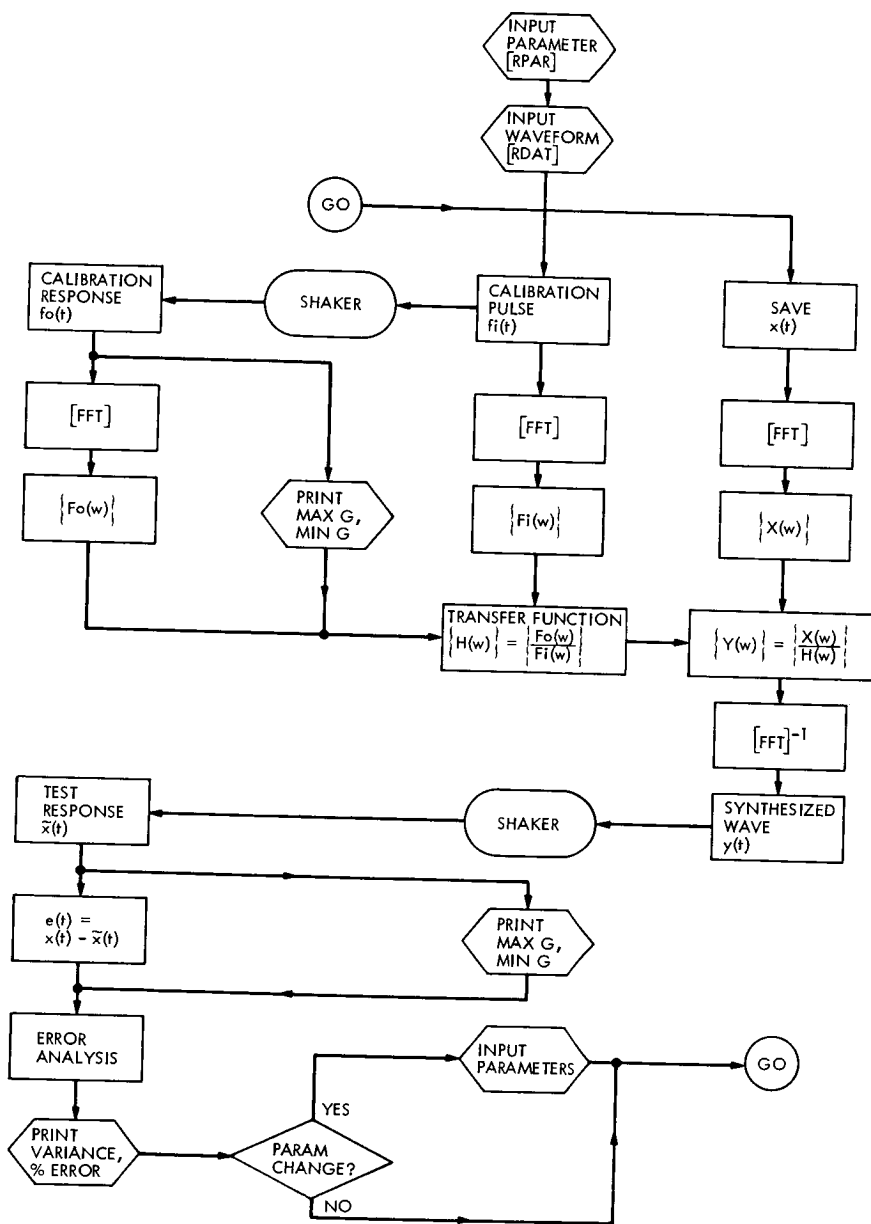 INPUT
PARAMETER
[RPAR]
INPUT
WAVEFORM
[RDAT]
GO
CALIBRATION
RESPONSE
fo(t)
SHAKER
CALIBRATION
PULSE
fi(t)
SAVE
x(t)
[FFT]
[FFT]
[FFT]
{Fo(w)}
PRINT
MAX G,
MIN G
{Fi(w)}
{X(w)}
TRANSFER FUNCTION
{H(w)} = {Fo(w)/Fi(w)}
{Y(w)} = {X(w)/H(w)}
[FFT]⁻¹
TEST
RESPONSE
x̃(t)
SHAKER
SYNTHESIZED
WAVE
y(t)
e(t) =
x(t) - x̃(t)
PRINT
MAX G,
MIN G
ERROR
ANALYSIS
INPUT
PARAMETERS
GO
PRINT
VARIANCE,
% ERROR
YES
PARAM
CHANGE?
NO